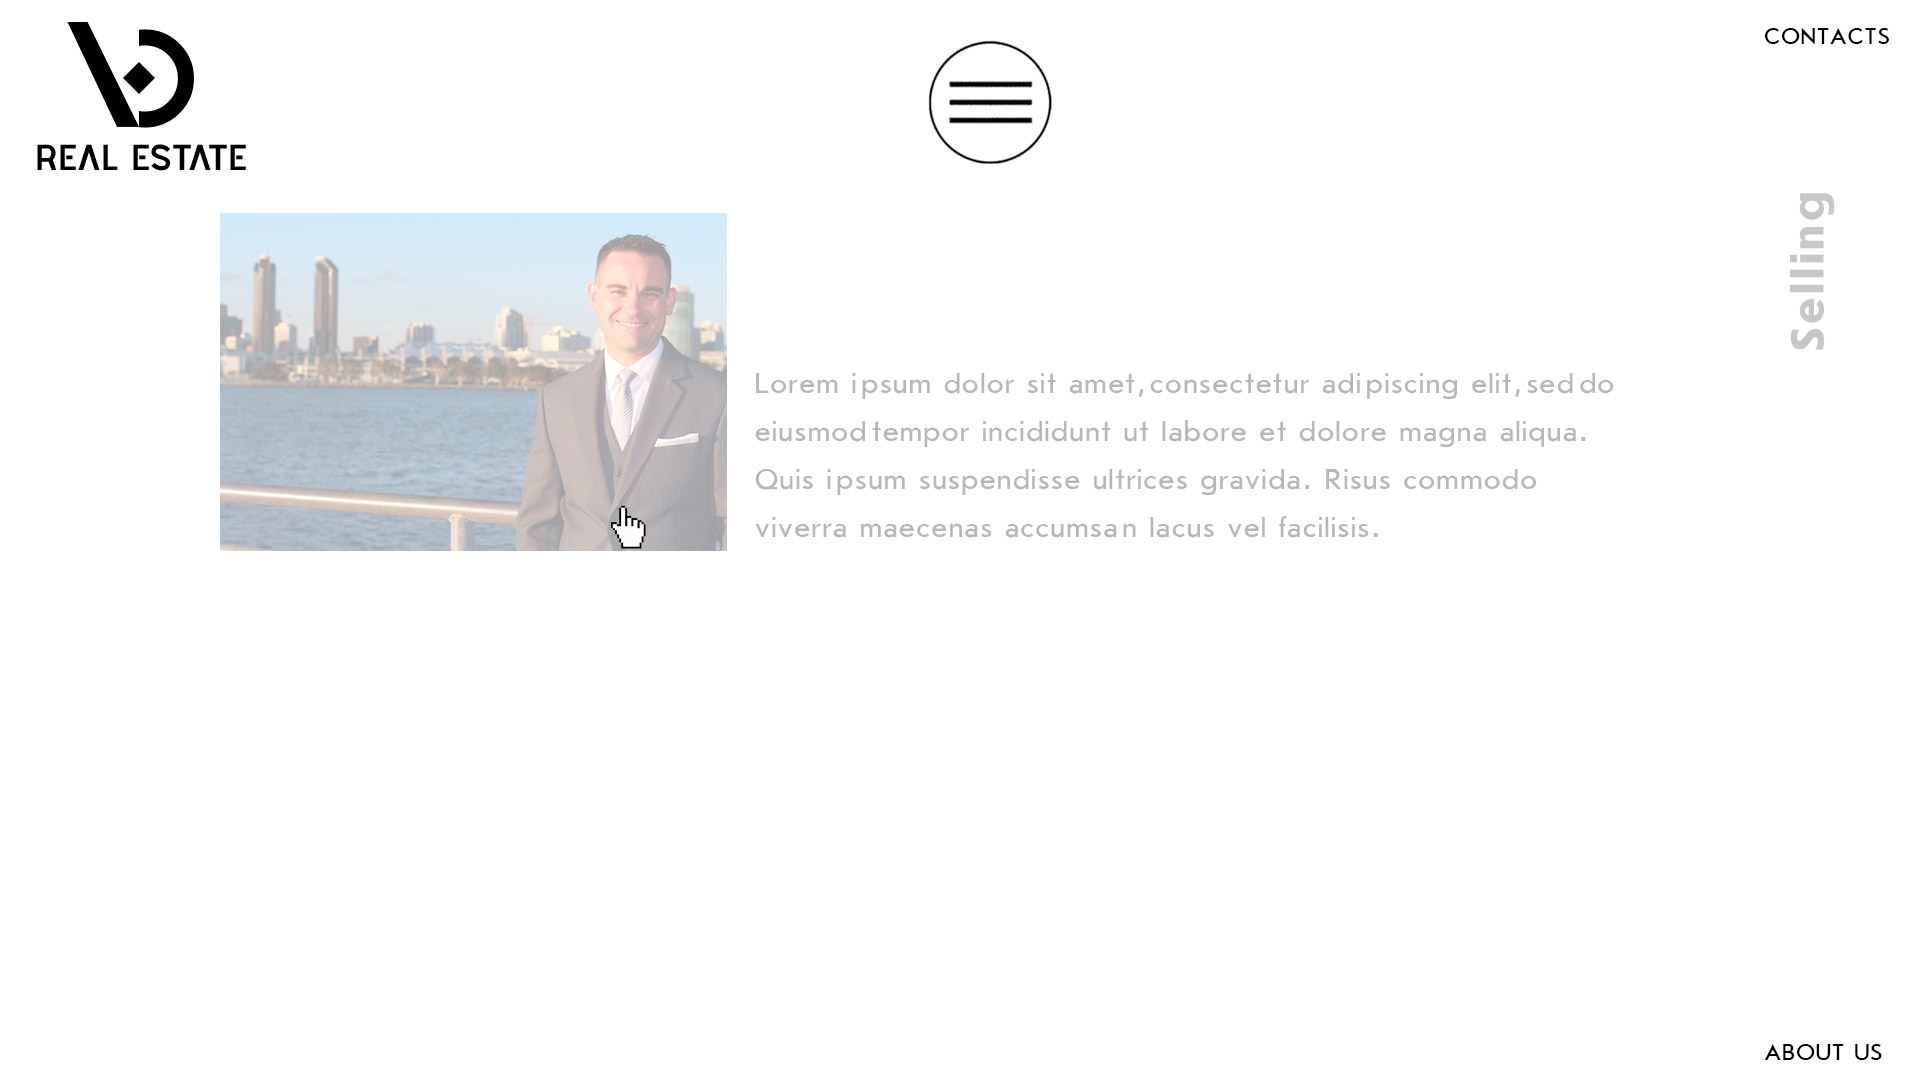 REAL ESTATE
CONTACTS
Selling
Lorem ipsum dolor sit amet, consectetur adipiscing elit, sed do
eiusmod tempor incididunt ut labore et dolore magna aliqua.
Quis ipsum suspendisse ultrices gravida. Risus commodo
viverra maecenas accumsan lacus vel facilisis.
ABOUT US